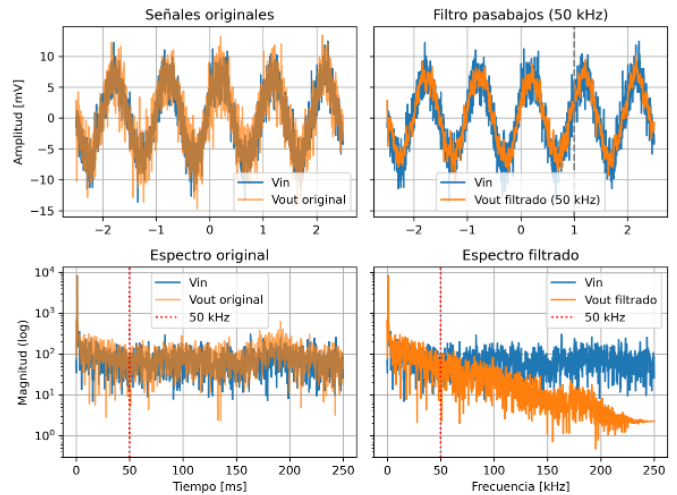 Señales originales
Amplitud [mV]
10
5
0
−5
−10
−15
−2
−1
0
1
2
Vin
Vout original
Filtro pasabajos (50 kHz)
−2
−1
0
1
2
Vin
Vout filtrado (50 kHz)
Espectro original
Magnitud (log)
10⁴
10³
10²
10¹
10⁰
0
50
100
150
200
250
Tiempo [ms]
Vin
Vout original
50 kHz
Espectro filtrado
0
50
100
150
200
250
Frecuencia [kHz]
Vin
Vout filtrado
50 kHz